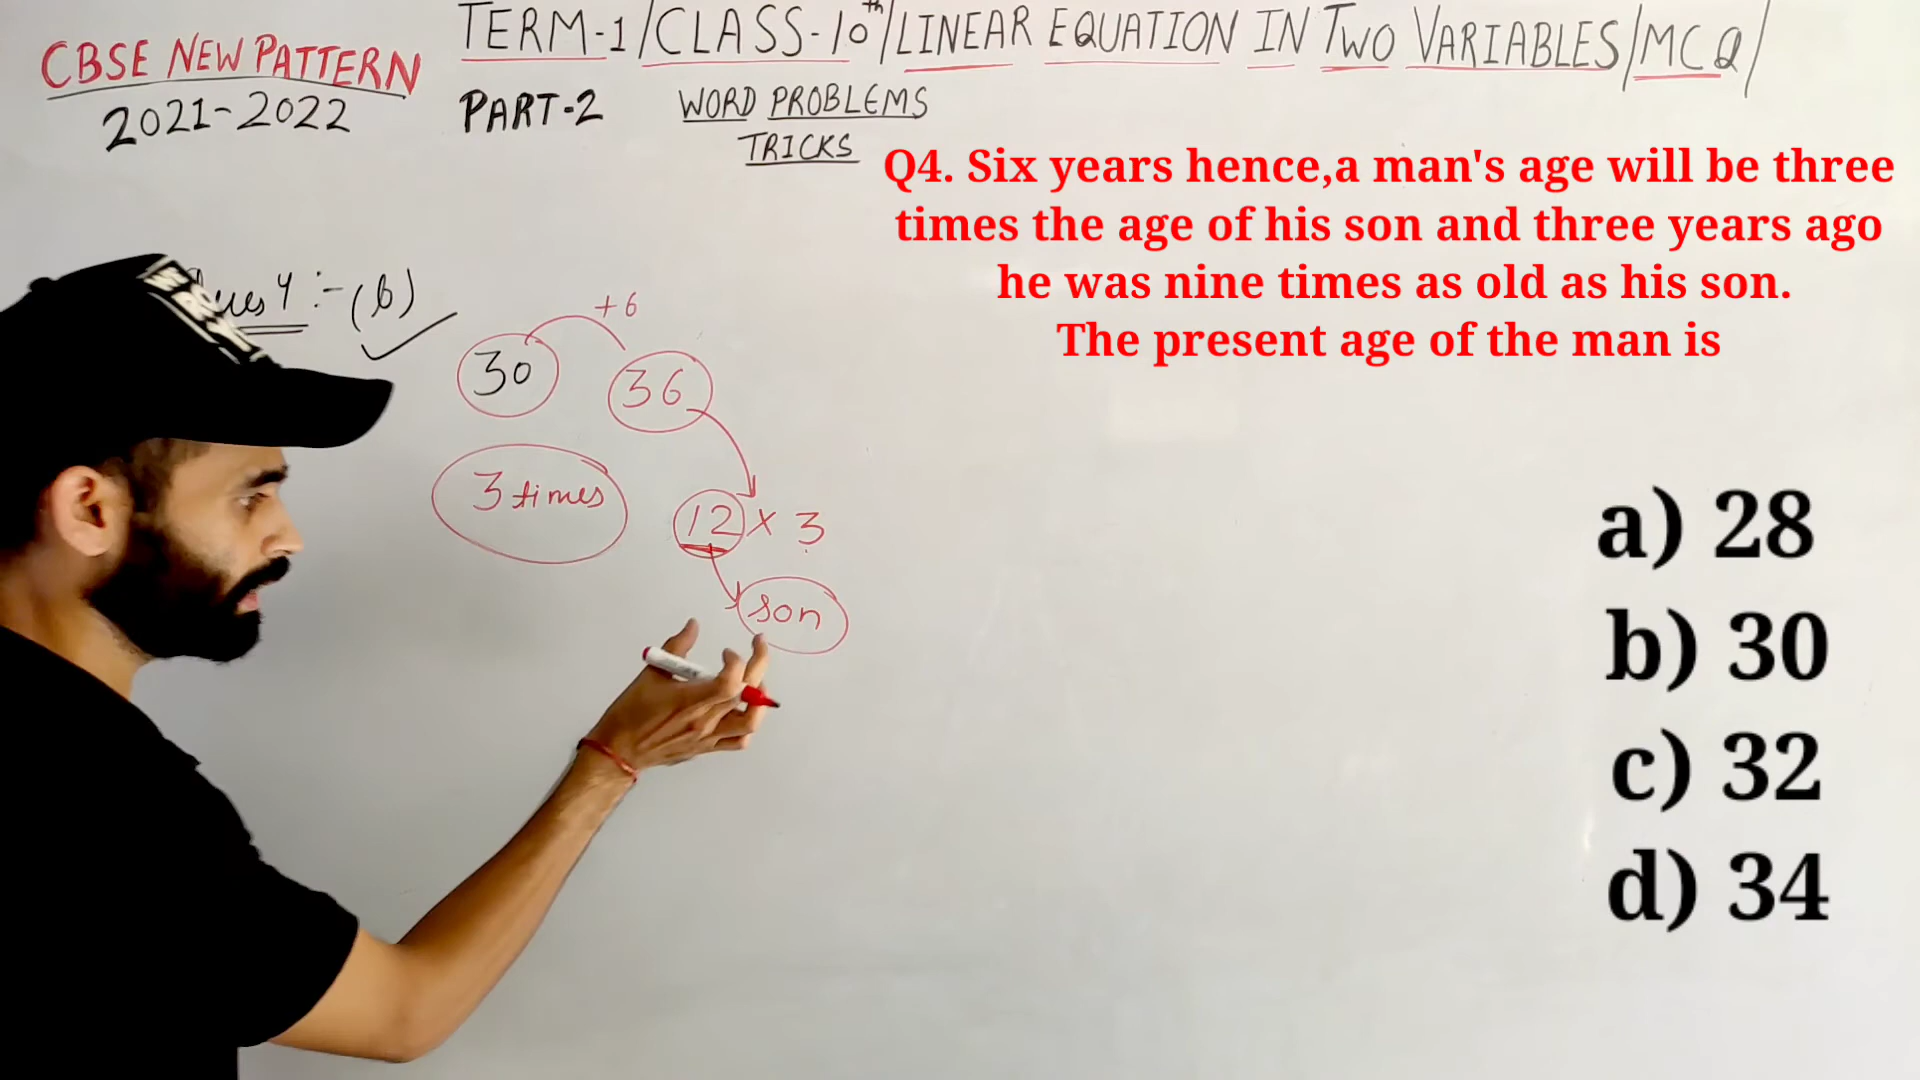 CBSE NEW PATTERN
2021-2022
TERM-1/CLASS-10th/LINEAR EQUATION IN TWO VARIABLES/MCQ/
PART-2
WORD PROBLEMS
TRICKS
Q4. Six years hence,a man's age will be three
times the age of his son and three years ago
he was nine times as old as his son.
The present age of the man is
Ques 4 :- (b)
+6
30
36
3 times
12 × 3
son
a) 28
b) 30
c) 32
d) 34